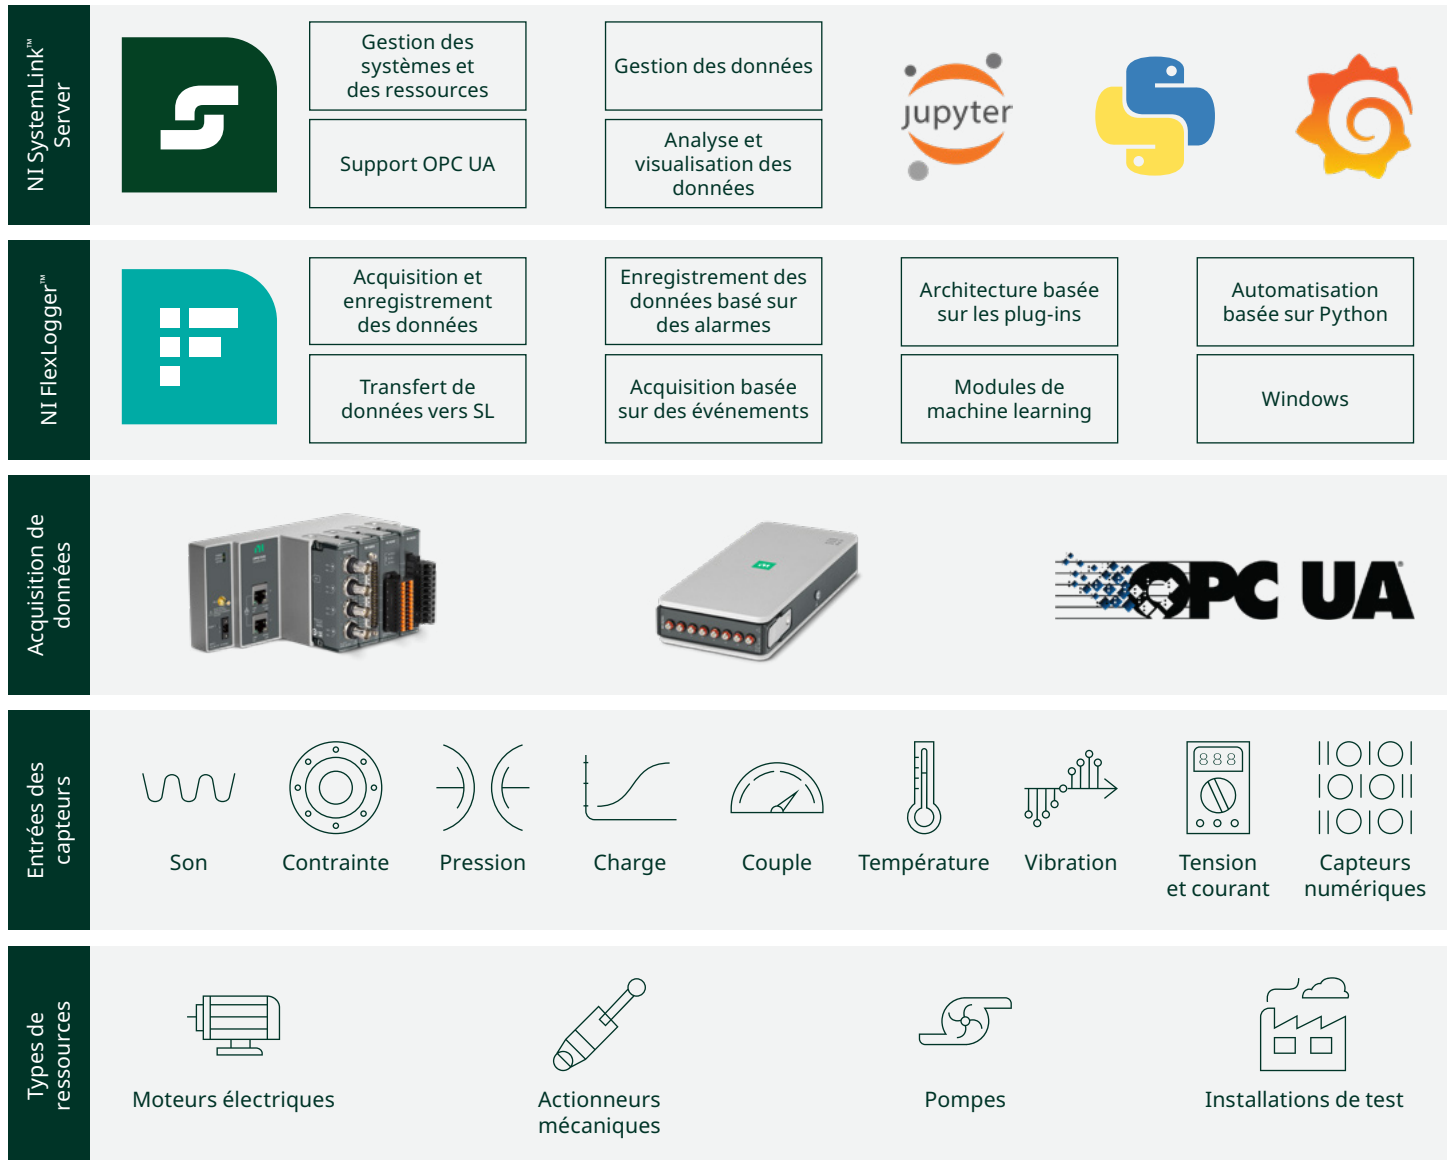 NI SystemLink™
Server
Gestion des
systèmes et
des ressources
Gestion des données
Support OPC UA
Analyse et
visualisation des
données
jupyter
NI FlexLogger™
Acquisition et
enregistrement
des données
Enregistrement des
données basé sur
des alarmes
Architecture basée
sur les plug-ins
Automatisation
basée sur Python
Transfert de
données vers SL
Acquisition basée
sur des événements
Modules de
machine learning
Windows
Acquisition de
données
OPC UA
Entrées des
capteurs
888
Son
Contrainte
Pression
Charge
Couple
Température
Vibration
Tension
et courant
Capteurs
numériques
Types de
ressources
Moteurs électriques
Actionneurs
mécaniques
Pompes
Installations de test